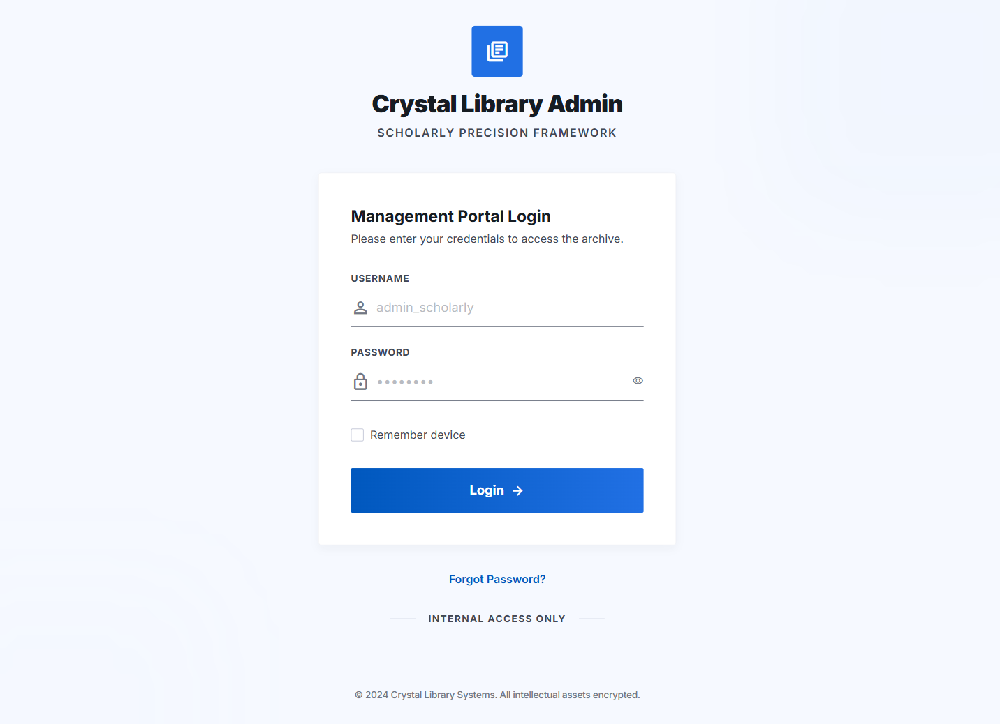 Crystal Library Admin
SCHOLARLY PRECISION FRAMEWORK
Management Portal Login
Please enter your credentials to access the archive.
USERNAME
admin_scholarly
PASSWORD
••••••••
Remember device
Login →
Forgot Password?
INTERNAL ACCESS ONLY
© 2024 Crystal Library Systems. All intellectual assets encrypted.